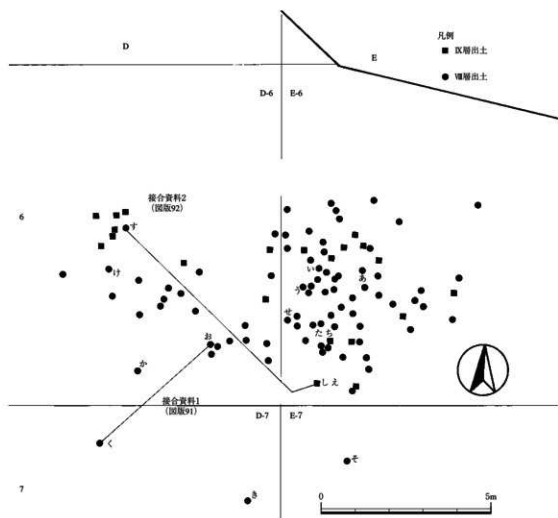 D
E
凡例
■ Ⅸ層出土
● Ⅷ層出土
D-6
E-6
6
接合資料2
(図版92)
す
け
い
あ
う
せ
お
たち
か
しえ
接合資料1
(図版91)
D-7
E-7
く
そ
7
き
0
5m